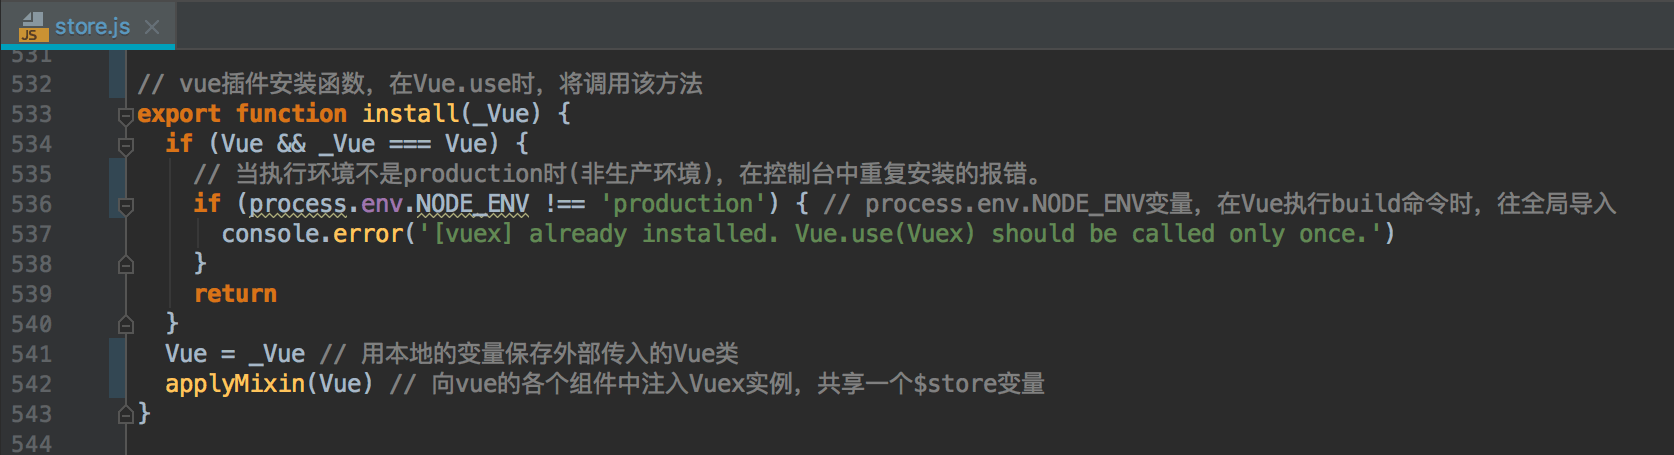 JS store.js
531
532 // vue插件安装函数，在Vue.use时，将调用该方法
533 export function install(_Vue) {
534 if (Vue && _Vue === Vue) {
535 // 当执行环境不是production时(非生产环境)，在控制台中重复安装的报错。
536 if (process.env.NODE_ENV !== 'production') { // process.env.NODE_ENV变量，在Vue执行build命令时，往全局导入
537 console.error('[vuex] already installed. Vue.use(Vuex) should be called only once.')
538 }
539 return
540 }
541 Vue = _Vue // 用本地的变量保存外部传入的Vue类
542 applyMixin(Vue) // 向vue的各个组件中注入Vuex实例，共享一个$store变量
543 }
544